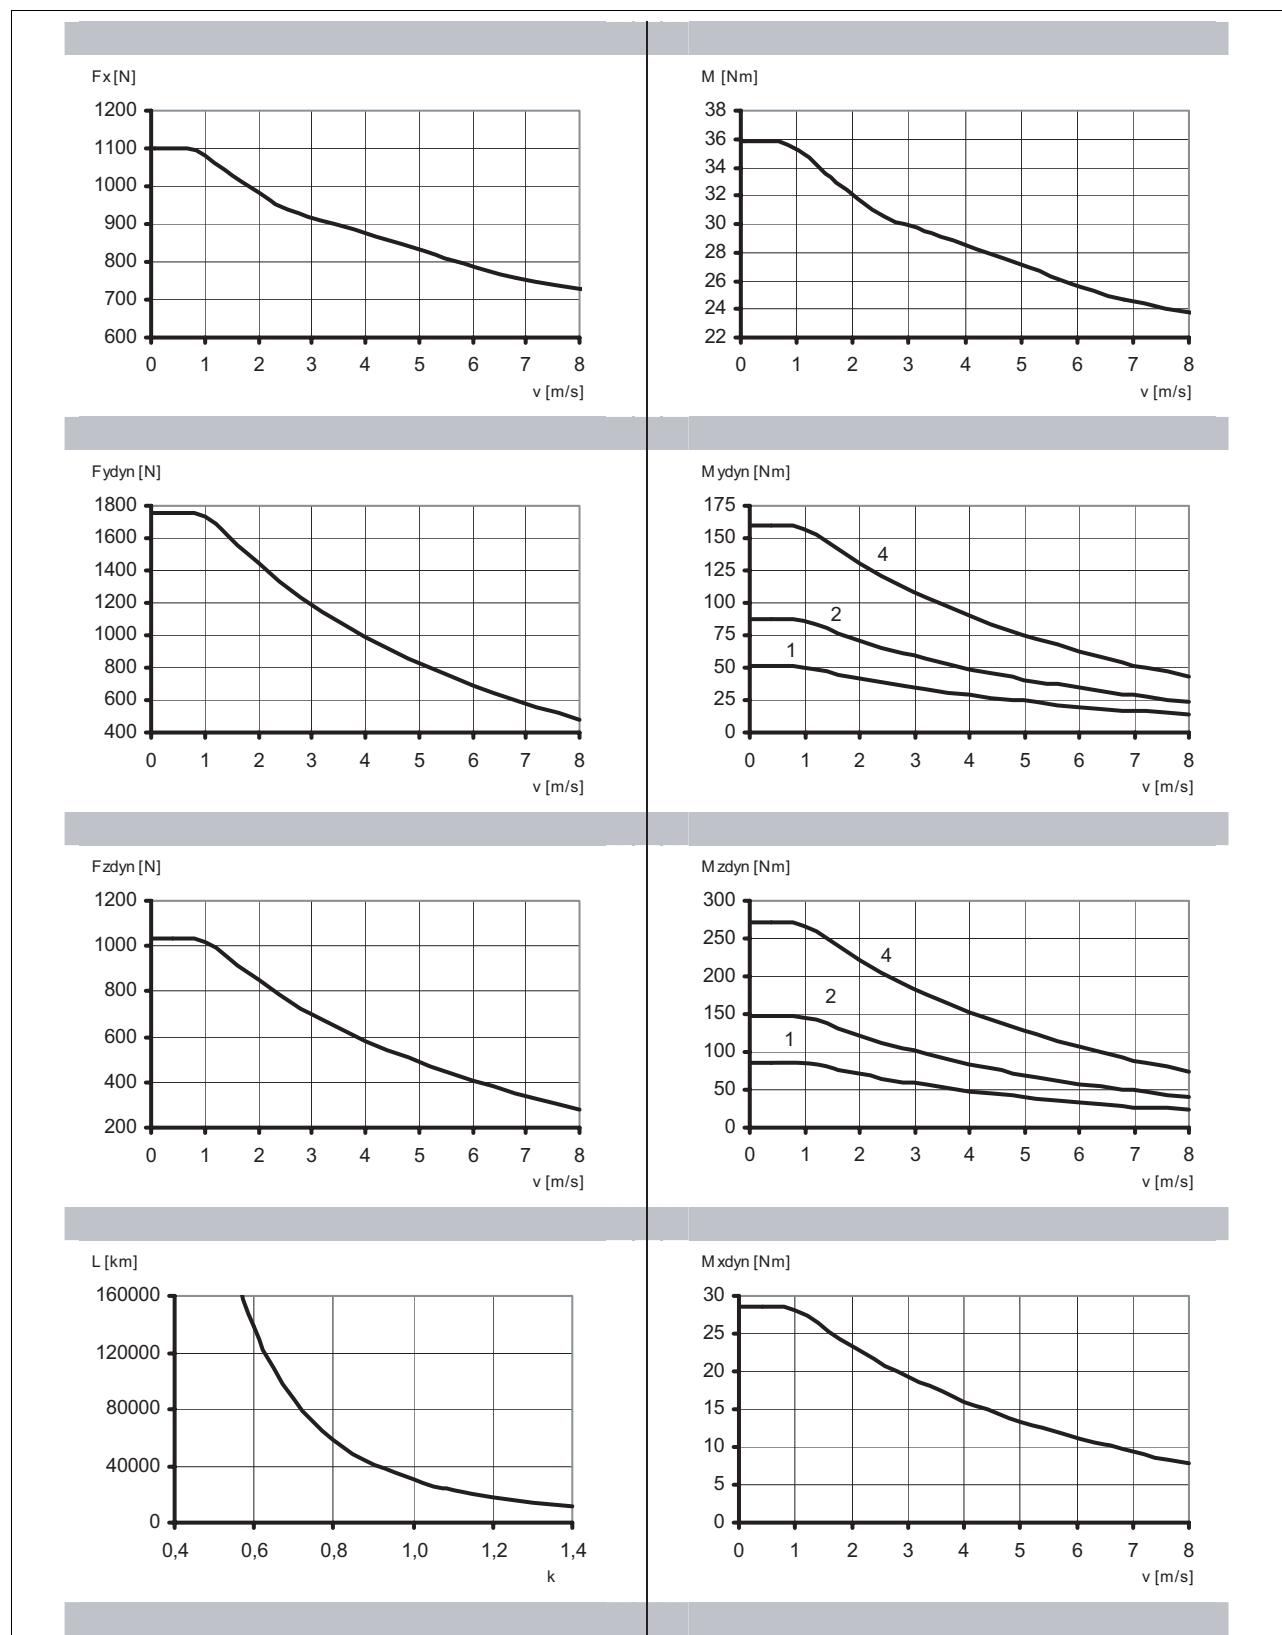 Fx [N]
1200
1100
1000
900
800
700
600
0 1 2 3 4 5 6 7 8
v [m/s]
M [Nm]
38
36
34
32
30
28
26
24
22
0 1 2 3 4 5 6 7 8
v [m/s]
Fydyn [N]
1800
1600
1400
1200
1000
800
600
400
0 1 2 3 4 5 6 7 8
v [m/s]
Mydyn [Nm]
175
150
125
100
75
50
25
0
4
2
1
0 1 2 3 4 5 6 7 8
v [m/s]
Fzdyn [N]
1200
1000
800
600
400
200
0 1 2 3 4 5 6 7 8
v [m/s]
Mzdyn [Nm]
300
250
200
150
100
50
0
4
2
1
0 1 2 3 4 5 6 7 8
v [m/s]
L [km]
160000
120000
80000
40000
0
0,4 0,6 0,8 1,0 1,2 1,4
k
Mxdyn [Nm]
30
25
20
15
10
5
0
0 1 2 3 4 5 6 7 8
v [m/s]